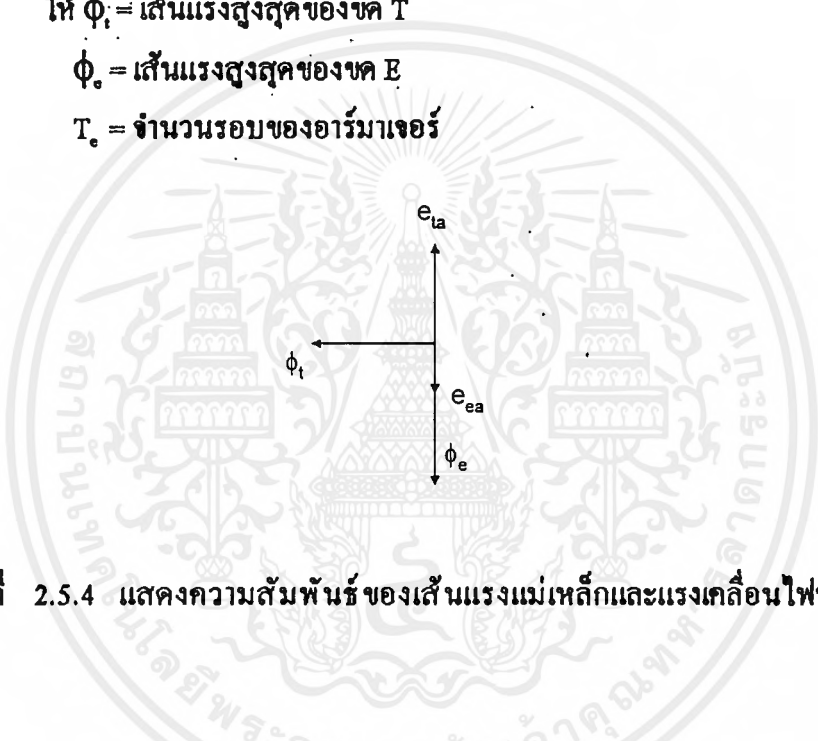 ให้ ϕₜ = เส้นแรงสูงสุดของขด T
ϕₑ = เส้นแรงสูงสุดของขด E
Tₑ = จำนวนรอบของอาร์มาเจอร์
e_ta
ϕₜ
e_ea
ϕₑ
2.5.4 แสดงความสัมพันธ์ของเส้นแรงแม่เหล็กและแรงเคลื่อนไฟ